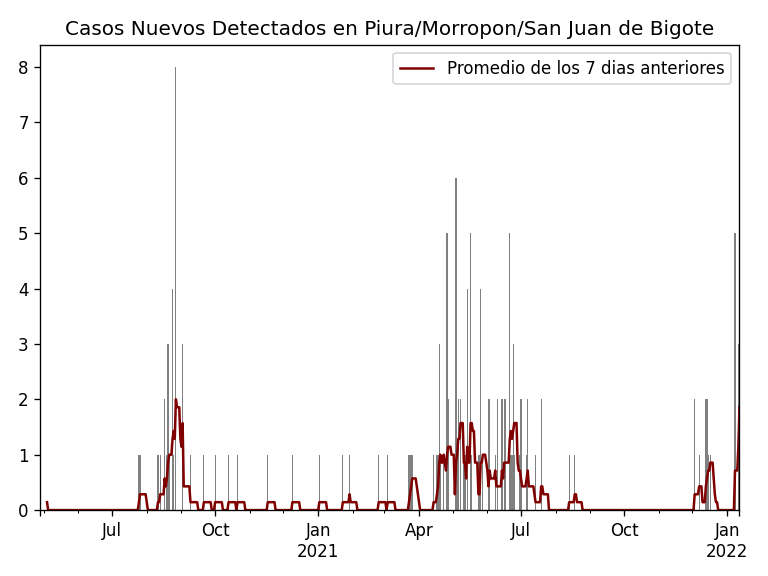 Casos Nuevos Detectados en Piura/Morropon/San Juan de Bigote
Promedio de los 7 dias anteriores
8
7
6
5
4
3
2
1
0
Jul
Oct
Jan
2021
Apr
Jul
Oct
Jan
2022